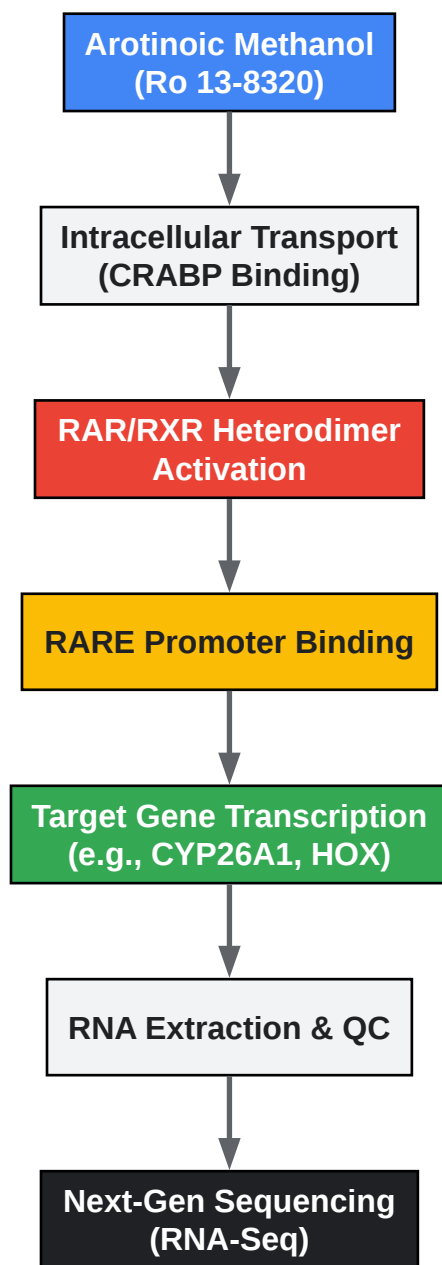 Arotinoic Methanol
(Ro 13-8320)
Intracellular Transport
(CRABP Binding)
RAR/RXR Heterodimer
Activation
RARE Promoter Binding
Target Gene Transcription
(e.g., CYP26A1, HOX)
RNA Extraction & QC
Next-Gen Sequencing
(RNA-Seq)